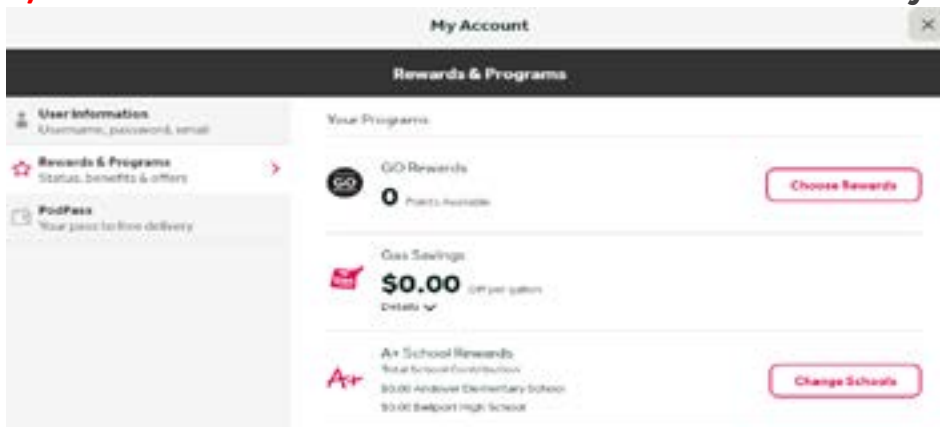 My Account
Rewards & Programs
User Information
Username, password, email
Rewards & Programs
Status, benefits & offers
PodPass
Your pass to free delivery
Your Programs
GO
GO Rewards
0 Points Available
Choose Rewards
Gas Savings
$0.00 Off per gallon
Details
A+
A+ School Rewards
Total School Contribution
$0.00 Andover Elementary School
$0.00 Bellport High School
Change Schools